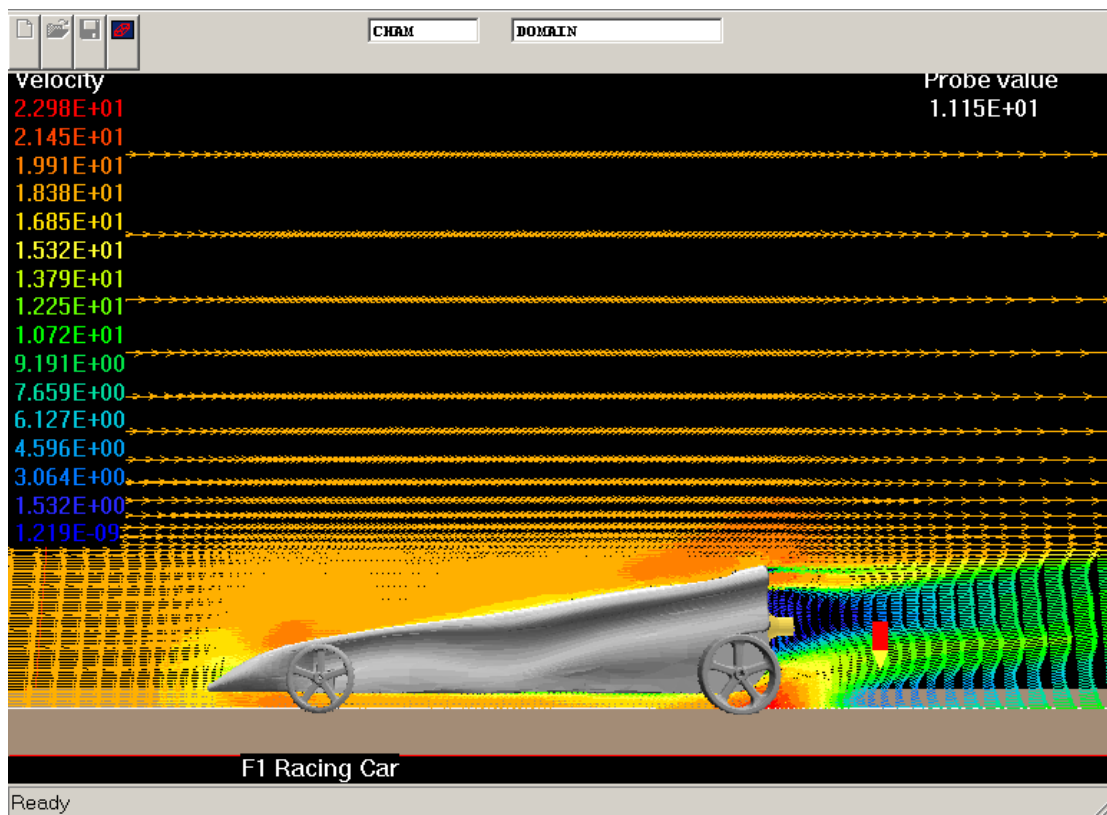 CHAM DOMAIN
Velocity Probe value
2.298E+01 1.115E+01
2.145E+01
1.991E+01
1.838E+01
1.685E+01
1.532E+01
1.379E+01
1.225E+01
1.072E+01
9.191E+00
7.659E+00
6.127E+00
4.596E+00
3.064E+00
1.532E+00
1.219E-09
F1 Racing Car
Ready